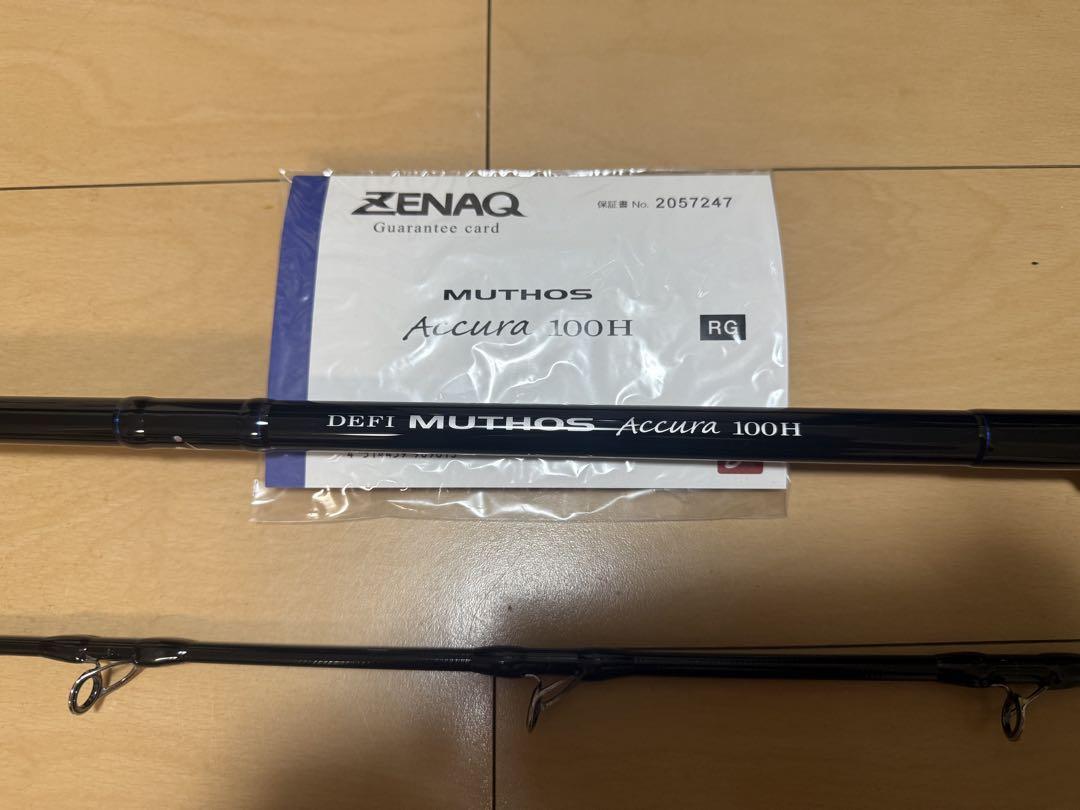 ZENAQ
保証書 No. 2057247
Guarantee card
MUTHOS
Accura 100H
RG
DEFI MUTHOS Accura 100H